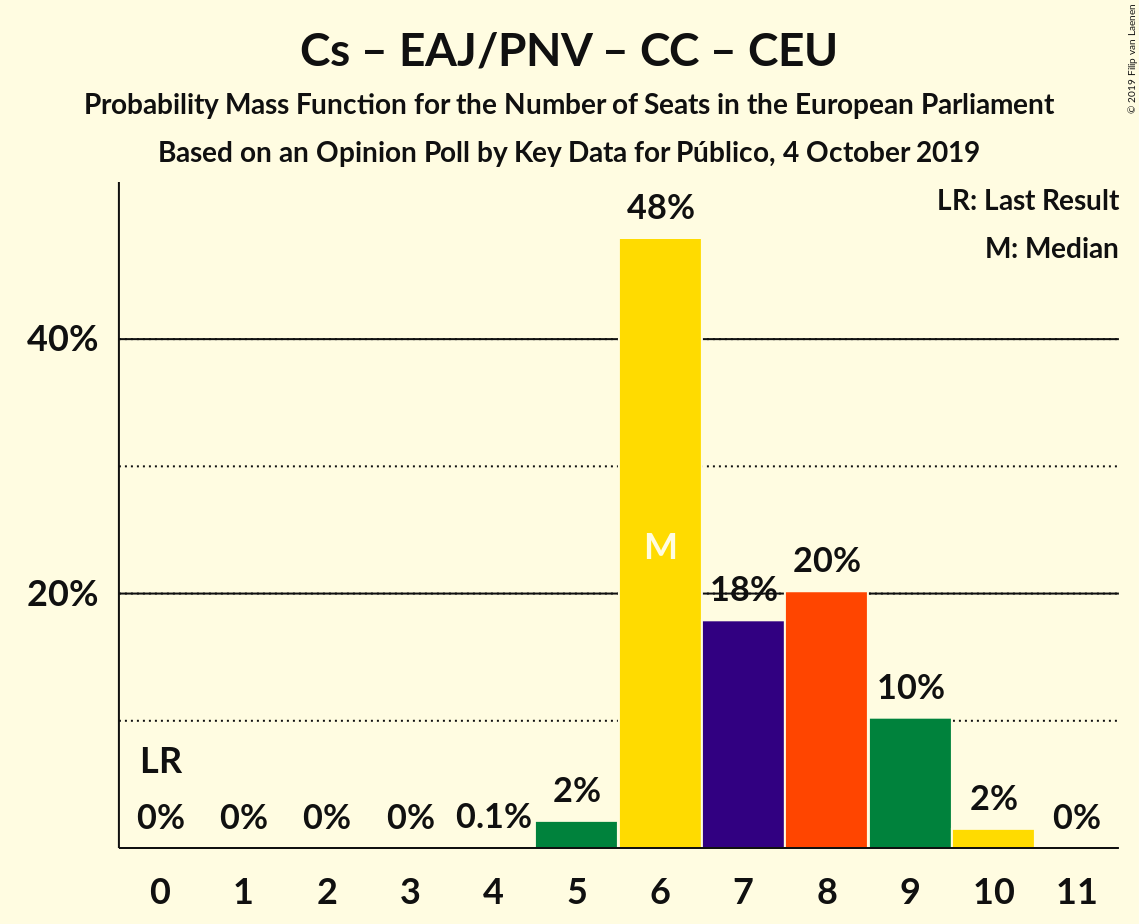 Cs – EAJ/PNV – CC – CEU
Probability Mass Function for the Number of Seats in the European Parliament
Based on an Opinion Poll by Key Data for Público, 4 October 2019
© 2019 Filip van Laenen
LR: Last Result
M: Median
48%
40%
M
20%
18%
20%
10%
LR
0% 0% 0% 0% 0.1% 2% 2% 0%
0 1 2 3 4 5 6 7 8 9 10 11